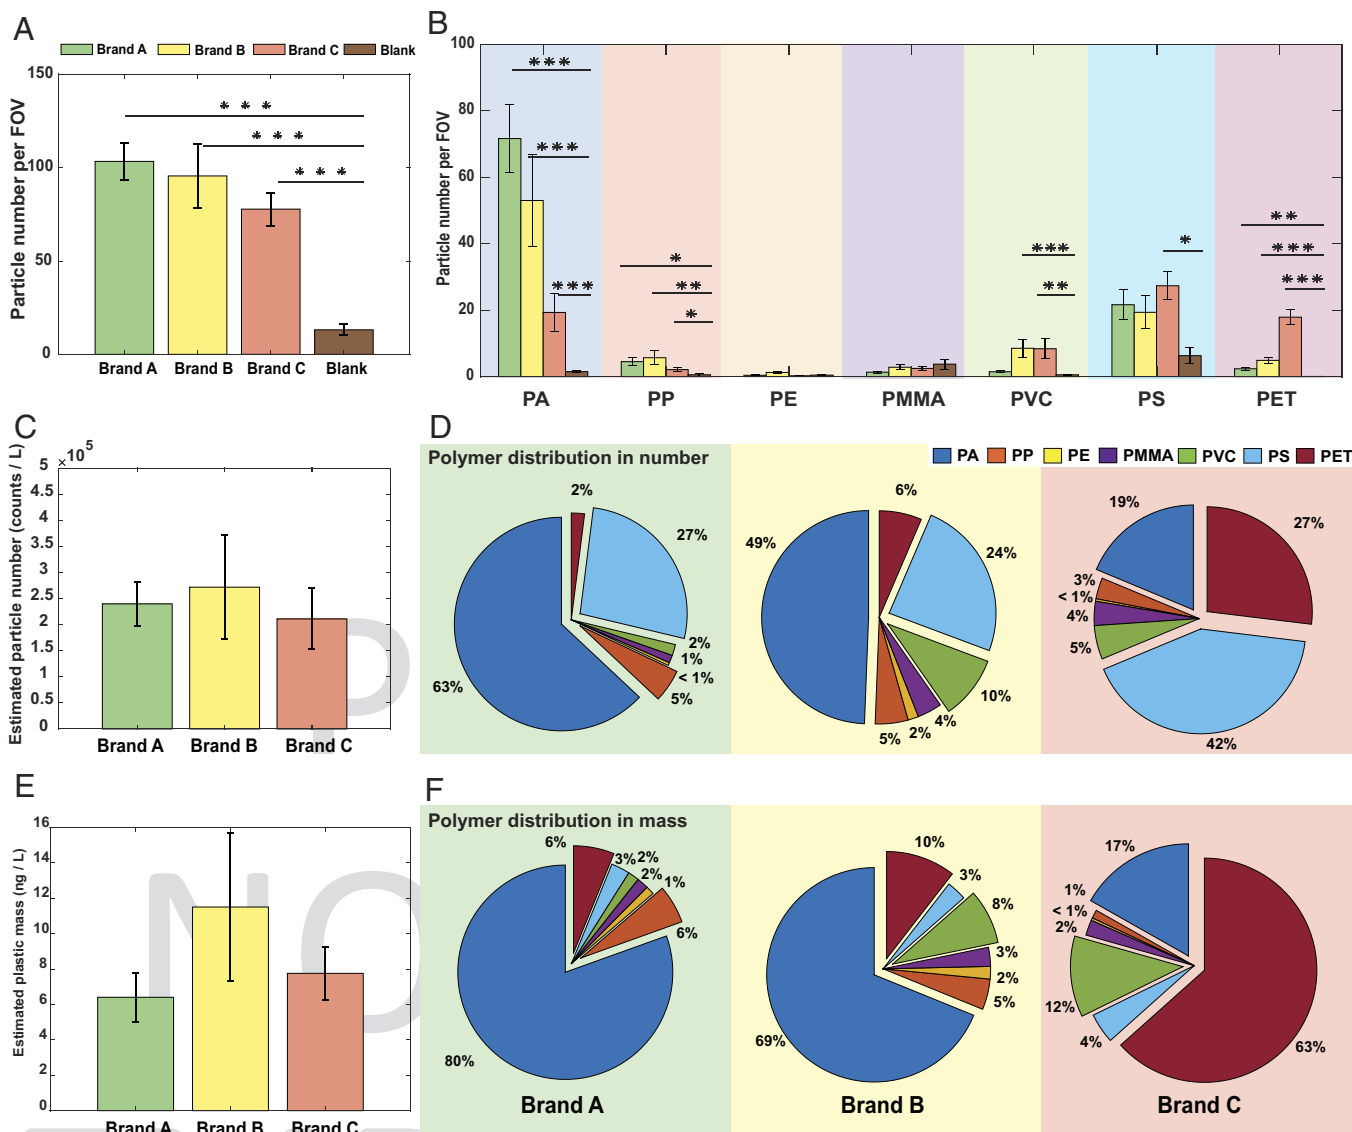 A
Brand A
Brand B
Brand C
Blank
Particle number per FOV
150
100
50
0
* * *
* * *
* * *
Brand A
Brand B
Brand C
Blank
B
Particle number per FOV
100
80
60
40
20
0
***
***
***
*
**
*
***
**
*
**
***
***
PA
PP
PE
PMMA
PVC
PS
PET
C
×10⁵
Estimated particle number (counts / L)
5
4.5
4
3.5
3
2.5
2
1.5
1
0.5
0
Brand A
Brand B
Brand C
D
Polymer distribution in number
PA
PP
PE
PMMA
PVC
PS
PET
2%
27%
2%
1%
< 1%
5%
63%
6%
24%
10%
4%
2%
5%
49%
19%
27%
3%
< 1%
4%
5%
42%
E
Estimated plastic mass (ng / L)
16
14
12
10
8
6
4
2
0
Brand A
Brand B
Brand C
F
Polymer distribution in mass
6%
3%
2%
2%
1%
6%
80%
Brand A
10%
3%
8%
3%
2%
5%
69%
Brand B
17%
1%
< 1%
2%
12%
4%
63%
Brand C